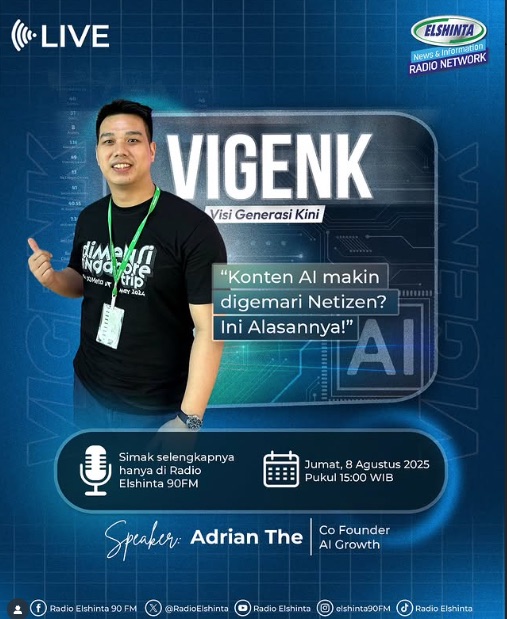 LIVE
ELSHINTA
News & Information
RADIO NETWORK
VIGENK
Visi Generasi Kini
“Konten AI makin
digemari Netizen?
Ini Alasannya!”
AI
Simak selengkapnya
hanya di Radio
Elshinta 90FM
Jumat, 8 Agustus 2025
Pukul 15:00 WIB
Speaker: Adrian The
Co Founder
AI Growth
Radio Elshinta 90 FM
@RadioElshinta
Radio Elshinta
elshinta90FM
Radio Elshinta
VIGENK
VIGENK